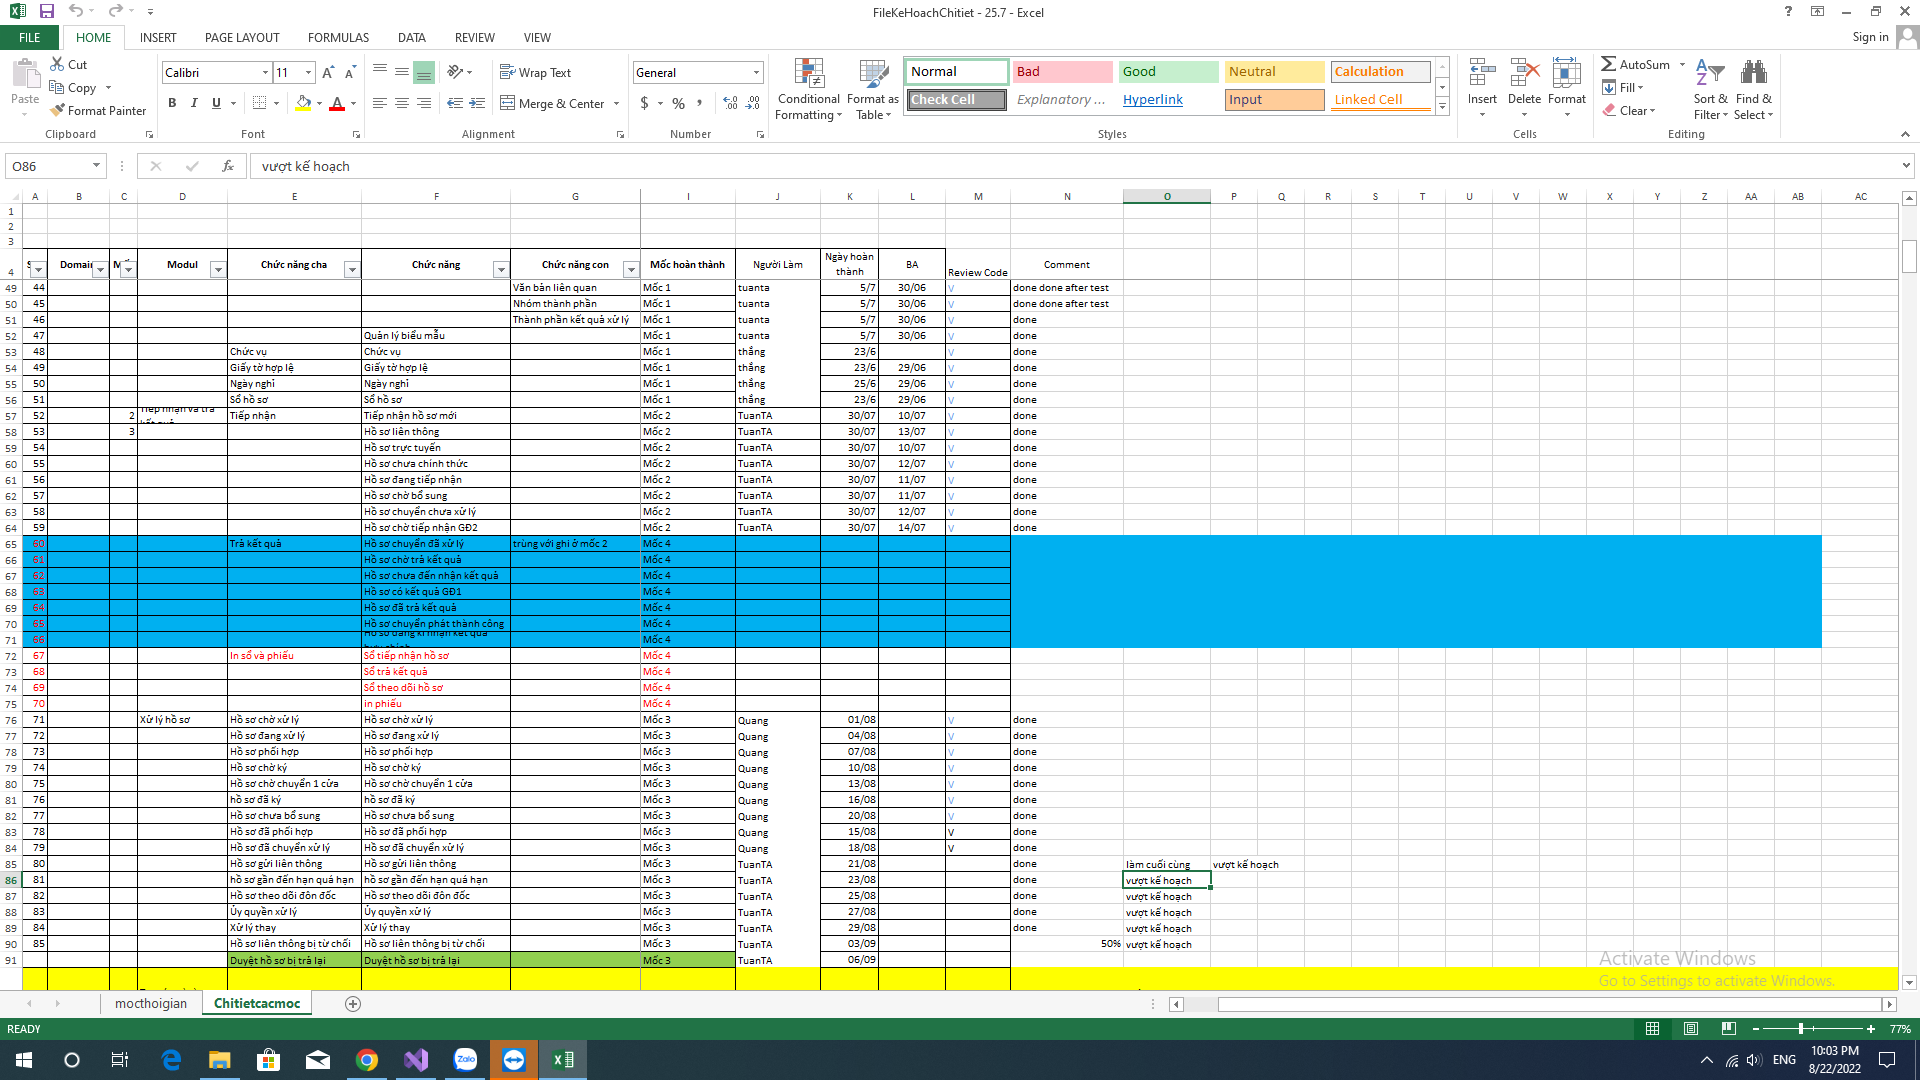 FileKeHoachChitiet - 25.7 - Excel
FILE HOME INSERT PAGE LAYOUT FORMULAS DATA REVIEW VIEW Sign in
Paste Cut Copy Format Painter
Calibri 11 Wrap Text General
B I U Merge & Center $ % ,
Conditional Formatting Format as Table
Normal Bad Good Neutral Calculation
Check Cell Explanatory ... Hyperlink Input Linked Cell
Insert Delete Format
AutoSum Fill Clear Sort & Filter Find & Select
Clipboard Font Alignment Number Styles Cells Editing
O86 fx vượt kế hoạch
A B C D E F G I J K L M N O P Q R S T U V W X Y Z AA AB AC
1
2
3
4 Modul Chức năng cha Chức năng Chức năng con Mốc hoàn thành Người Làm Ngày hoàn thành BA Review Code Comment
49 44 Văn bản liên quan Mốc 1 tuanta 5/7 30/06 V done done after test
50 45 Nhóm thành phần Mốc 1 tuanta 5/7 30/06 V done done after test
51 46 Thành phần kết quả xử lý Mốc 1 tuanta 5/7 30/06 V done
52 47 Quản lý biểu mẫu Mốc 1 tuanta 5/7 30/06 V done
53 48 Chức vụ Chức vụ Mốc 1 thắng 23/6 V done
54 49 Giấy tờ hợp lệ Giấy tờ hợp lệ Mốc 1 thắng 23/6 29/06 V done
55 50 Ngày nghỉ Ngày nghỉ Mốc 1 thắng 25/6 29/06 V done
56 51 Sổ hồ sơ Sổ hồ sơ Mốc 1 thắng 23/6 29/06 V done
57 52 2 Tiếp nhận và trả Tiếp nhận Tiếp nhận hồ sơ mới Mốc 2 TuanTA 30/07 10/07 V done
58 53 3 Hồ sơ liên thông Mốc 2 TuanTA 30/07 13/07 V done
59 54 Hồ sơ trực tuyến Mốc 2 TuanTA 30/07 10/07 V done
60 55 Hồ sơ chưa chính thức Mốc 2 TuanTA 30/07 12/07 V done
61 56 Hồ sơ đang tiếp nhận Mốc 2 TuanTA 30/07 11/07 V done
62 57 Hồ sơ chờ bổ sung Mốc 2 TuanTA 30/07 11/07 V done
63 58 Hồ sơ chuyển chưa xử lý Mốc 2 TuanTA 30/07 12/07 V done
64 59 Hồ sơ chờ tiếp nhận GĐ2 Mốc 2 TuanTA 30/07 14/07 V done
65 60 Trả kết quả Hồ sơ chuyển đã xử lý trùng với ghi ở mốc 2 Mốc 4
66 61 Hồ sơ chờ trả kết quả Mốc 4
67 62 Hồ sơ chưa đến nhận kết quả Mốc 4
68 63 Hồ sơ có kết quả GĐ1 Mốc 4
69 64 Hồ sơ đã trả kết quả Mốc 4
70 65 Hồ sơ chuyển phát thành công Mốc 4
71 66 Hồ sơ đăng kí nhận kết quả Mốc 4
72 67 In sổ và phiếu Sổ tiếp nhận hồ sơ Mốc 4
73 68 Sổ trả kết quả Mốc 4
74 69 Sổ theo dõi hồ sơ Mốc 4
75 70 in phiếu Mốc 4
76 71 Xử lý hồ sơ Hồ sơ chờ xử lý Hồ sơ chờ xử lý Mốc 3 Quang 01/08 V done
77 72 Hồ sơ đang xử lý Hồ sơ đang xử lý Mốc 3 Quang 04/08 V done
78 73 Hồ sơ phối hợp Hồ sơ phối hợp Mốc 3 Quang 07/08 V done
79 74 Hồ sơ chờ ký Hồ sơ chờ ký Mốc 3 Quang 10/08 V done
80 75 Hồ sơ chờ chuyển 1 cửa Hồ sơ chờ chuyển 1 cửa Mốc 3 Quang 13/08 V done
81 76 hồ sơ đã ký hồ sơ đã ký Mốc 3 Quang 16/08 V done
82 77 Hồ sơ chưa bổ sung Hồ sơ chưa bổ sung Mốc 3 Quang 20/08 V done
83 78 Hồ sơ đã phối hợp Hồ sơ đã phối hợp Mốc 3 Quang 15/08 V done
84 79 Hồ sơ đã chuyển xử lý Hồ sơ đã chuyển xử lý Mốc 3 Quang 18/08 V done
85 80 Hồ sơ gửi liên thông Hồ sơ gửi liên thông Mốc 3 TuanTA 21/08 done làm cuối cùng vượt kế hoạch
86 81 hồ sơ gần đến hạn quá hạn hồ sơ gần đến hạn quá hạn Mốc 3 TuanTA 23/08 done vượt kế hoạch
87 82 Hồ sơ theo dõi đôn đốc Hồ sơ theo dõi đôn đốc Mốc 3 TuanTA 25/08 done vượt kế hoạch
88 83 Ủy quyền xử lý Ủy quyền xử lý Mốc 3 TuanTA 27/08 done vượt kế hoạch
89 84 Xử lý thay Xử lý thay Mốc 3 TuanTA 29/08 done vượt kế hoạch
90 85 Hồ sơ liên thông bị từ chối Hồ sơ liên thông bị từ chối Mốc 3 TuanTA 03/09 50% vượt kế hoạch
91 Duyệt hồ sơ bị trả lại Duyệt hồ sơ bị trả lại Mốc 3 TuanTA 06/09
Activate Windows
Go to Settings to activate Windows.
mocthoigian Chitietcacmoc
READY 77%
Zalo ENG 10:03 PM
8/22/2022